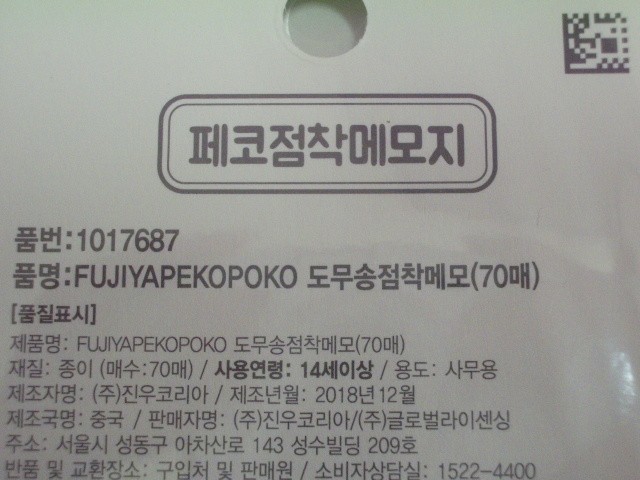 페코점착메모지
품번:1017687
품명:FUJIYAPEKOPOKO 도무송점착메모(70매)
[품질표시]
제품명: FUJIYAPEKOPOKO 도무송점착메모(70매)
재질: 종이 (매수:70매) / 사용연령: 14세이상 / 용도: 사무용
제조자명: (주)진우코리아 / 제조년월: 2018년12월
제조국명: 중국 / 판매자명: (주)진우코리아/(주)글로벌라이센싱
주소: 서울시 성동구 아차산로 143 성수빌딩 209호
반품 및 교환장소: 구입처 및 판매원 / 소비자상담실: 1522-4400